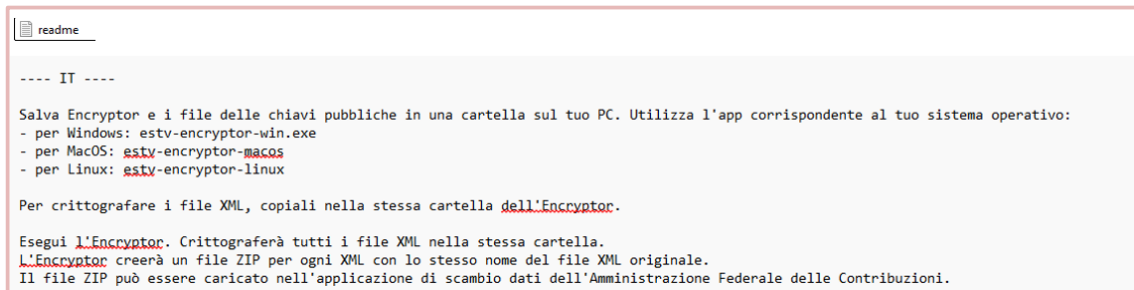 readme
---- IT ----
Salva Encryptor e i file delle chiavi pubbliche in una cartella sul tuo PC. Utilizza l'app corrispondente al tuo sistema operativo:
- per Windows: estv-encryptor-win.exe
- per MacOS: estv-encryptor-macos
- per Linux: estv-encryptor-linux
Per crittografare i file XML, copiali nella stessa cartella dell'Encryptor.
Esegui l'Encryptor. Crittograferà tutti i file XML nella stessa cartella.
L'Encryptor creerà un file ZIP per ogni XML con lo stesso nome del file XML originale.
Il file ZIP può essere caricato nell'applicazione di scambio dati dell'Amministrazione Federale delle Contribuzioni.